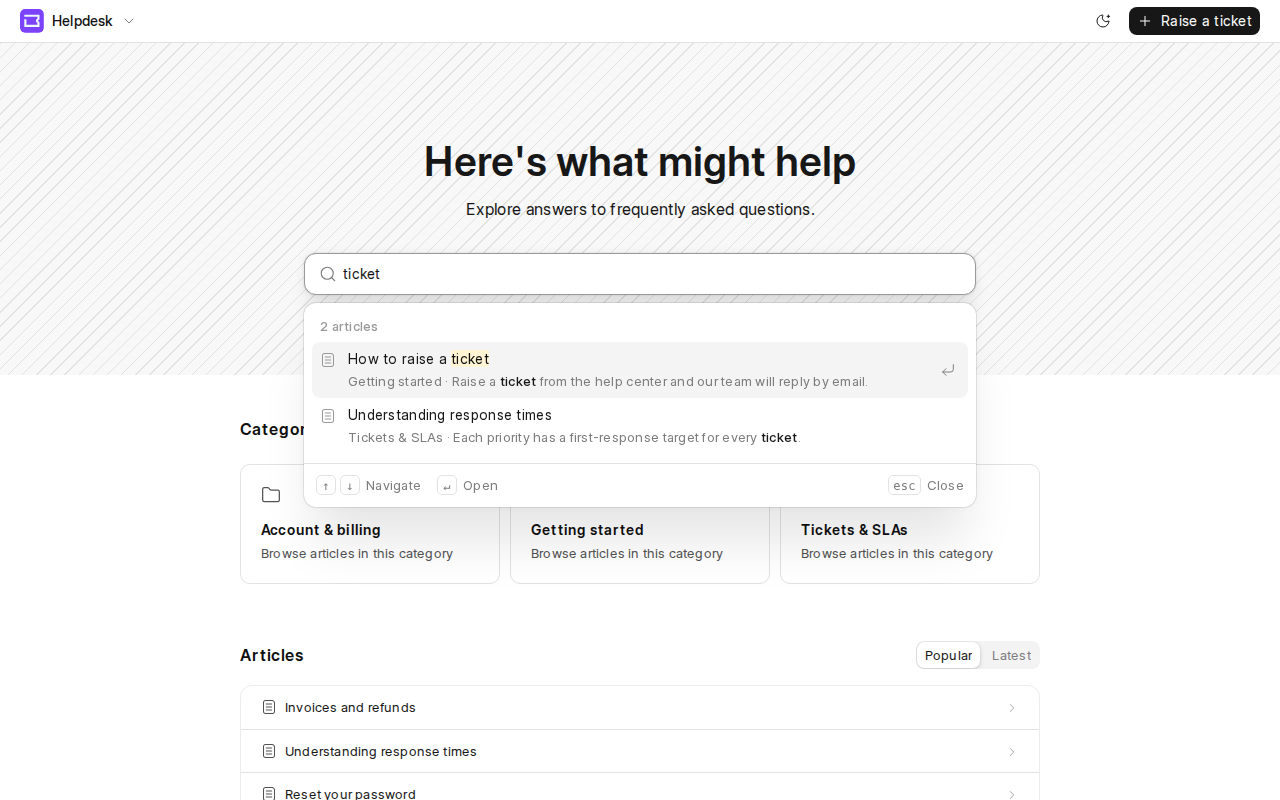 Helpdesk
Raise a ticket
Here's what might help
Explore answers to frequently asked questions.
ticket
2 articles
How to raise a ticket
Getting started · Raise a ticket from the help center and our team will reply by email.
Understanding response times
Tickets & SLAs · Each priority has a first-response target for every ticket.
↑ ↓ Navigate ↵ Open esc Close
Categor
Account & billing
Browse articles in this category
Getting started
Browse articles in this category
Tickets & SLAs
Browse articles in this category
Articles
Popular Latest
Invoices and refunds
Understanding response times
Reset your password